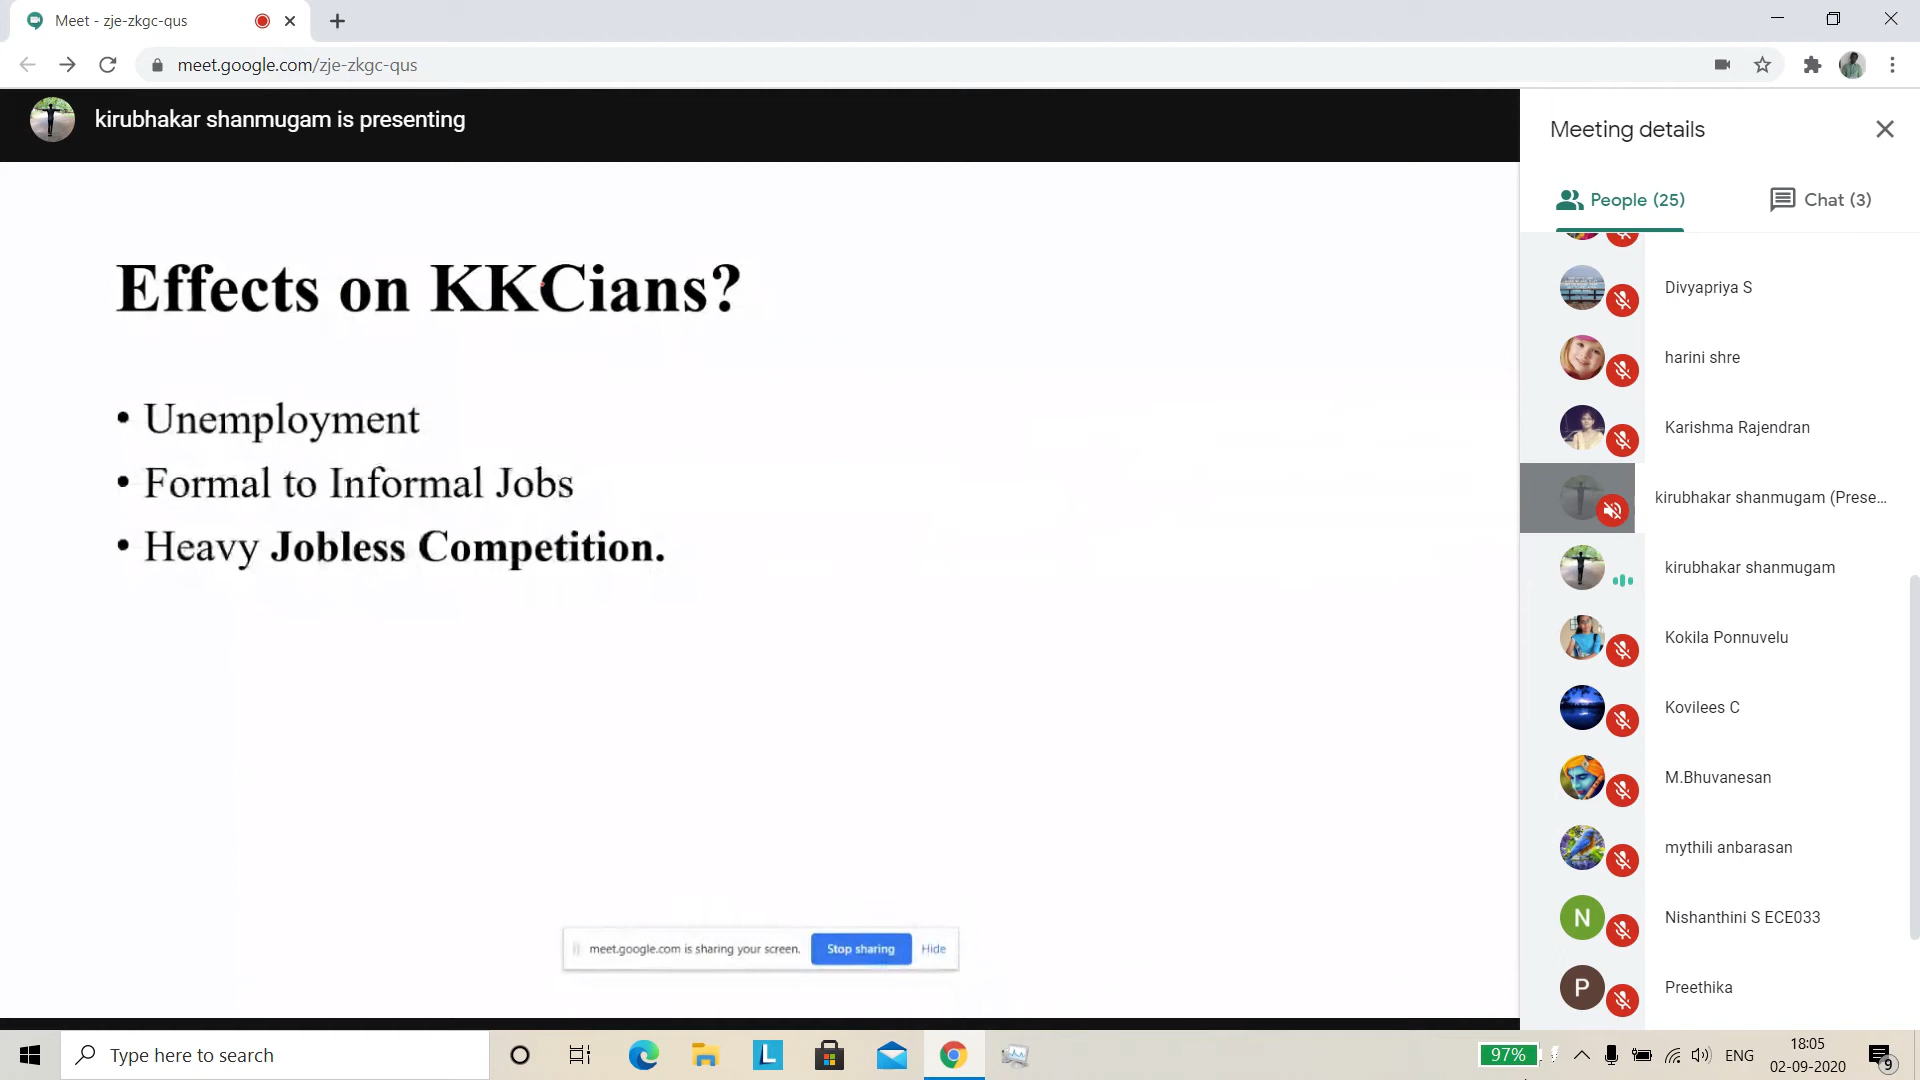 Meet - zje-zkgc-qus
meet.google.com/zje-zkgc-qus
kirubhakar shanmugam is presenting
Effects on KKCians?
• Unemployment
• Formal to Informal Jobs
• Heavy Jobless Competition.
meet.google.com is sharing your screen. Stop sharing Hide
Meeting details
People (25) Chat (3)
Divyapriya S
harini shre
Karishma Rajendran
kirubhakar shanmugam (Prese...
kirubhakar shanmugam
Kokila Ponnuvelu
Kovilees C
M.Bhuvanesan
mythili anbarasan
N Nishanthini S ECE033
P Preethika
Type here to search
L
97% ENG 18:05
02-09-2020
9